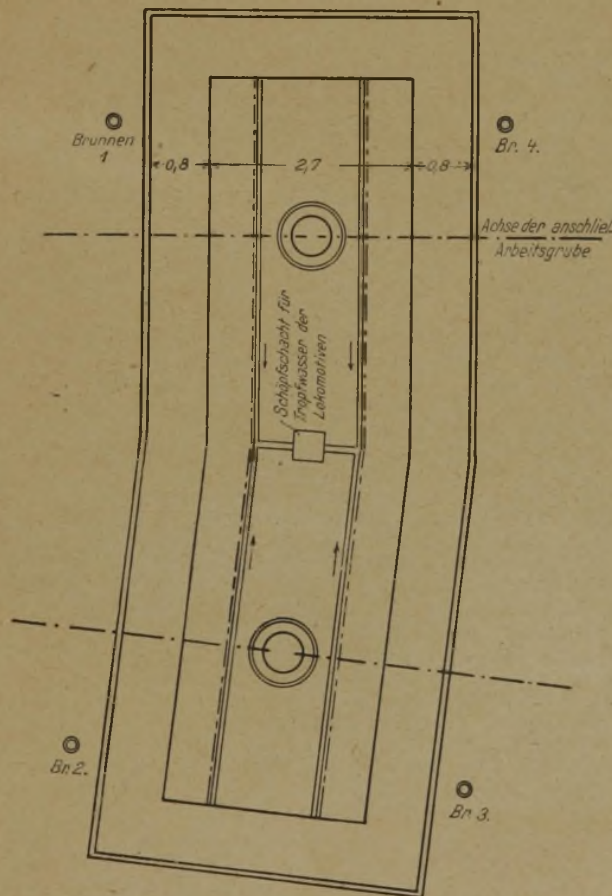 Brunnen
1
Br. 4.
0,8
2,7
0,8
Achse der anschließ.
Arbeitsgrube
Schöpfschacht für
Tropfwasser der
Lokomotiven
Br. 2.
Br. 3.